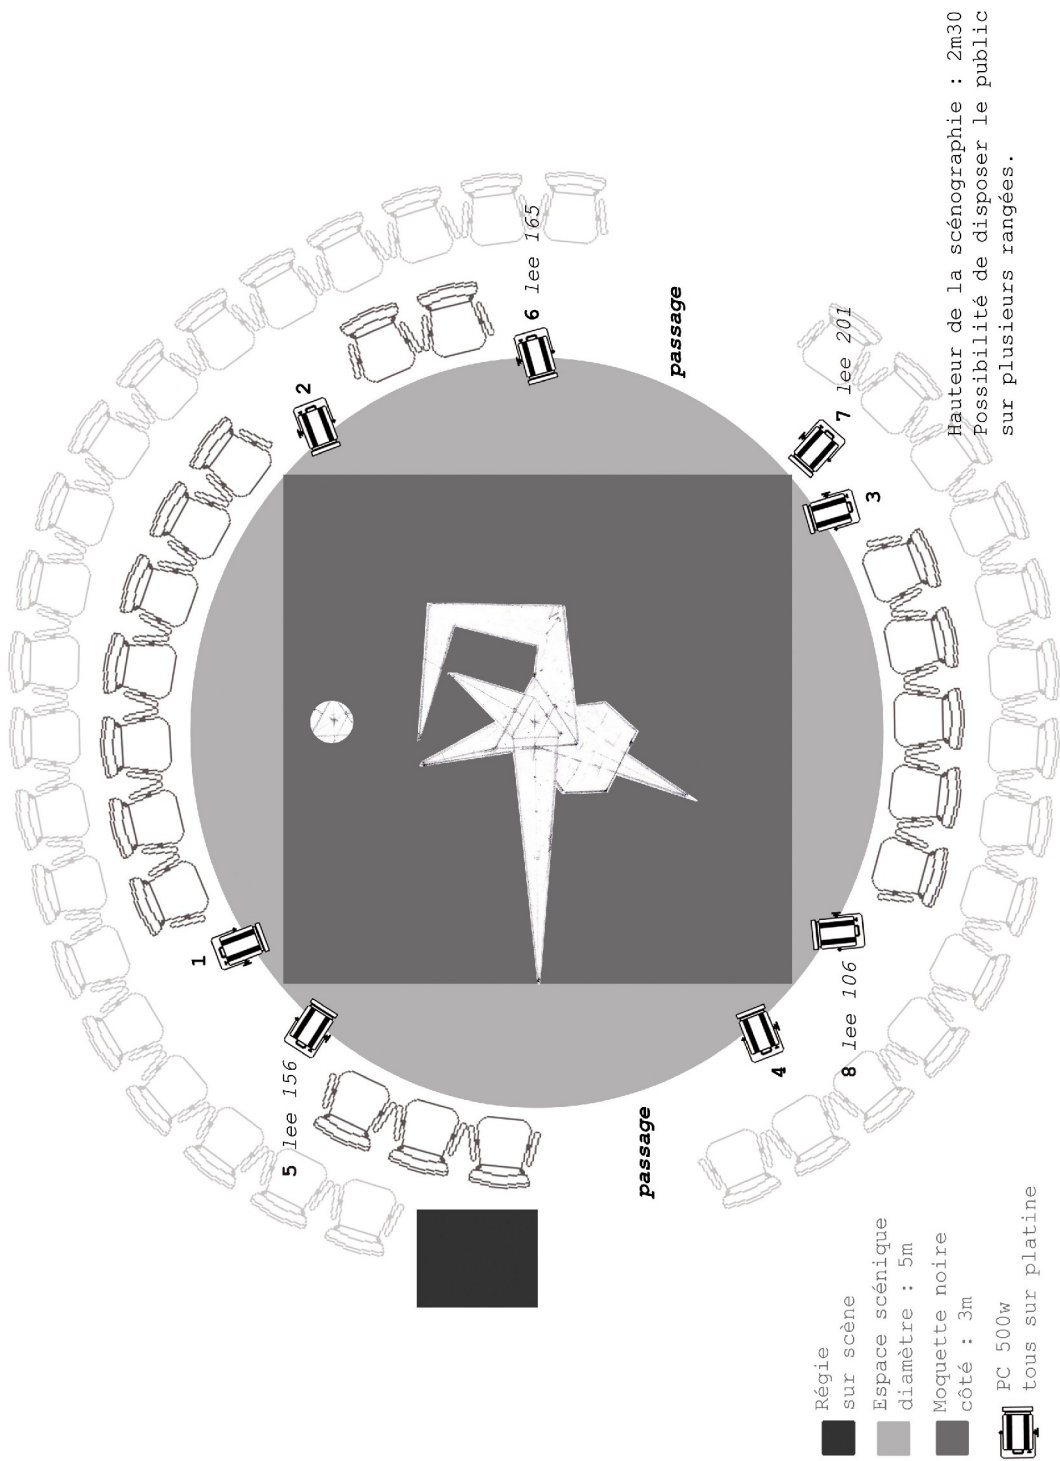 Hauteur de la scénographie : 2m30
Possibilité de disposer le public
sur plusieurs rangées.
1
2
3
4
5 lee 156
6 lee 165
7 lee 201
8 lee 106
passage
passage
Régie
sur scène
Espace scénique
diamètre : 5m
Moquette noire
côté : 3m
PC 500w
tous sur platine